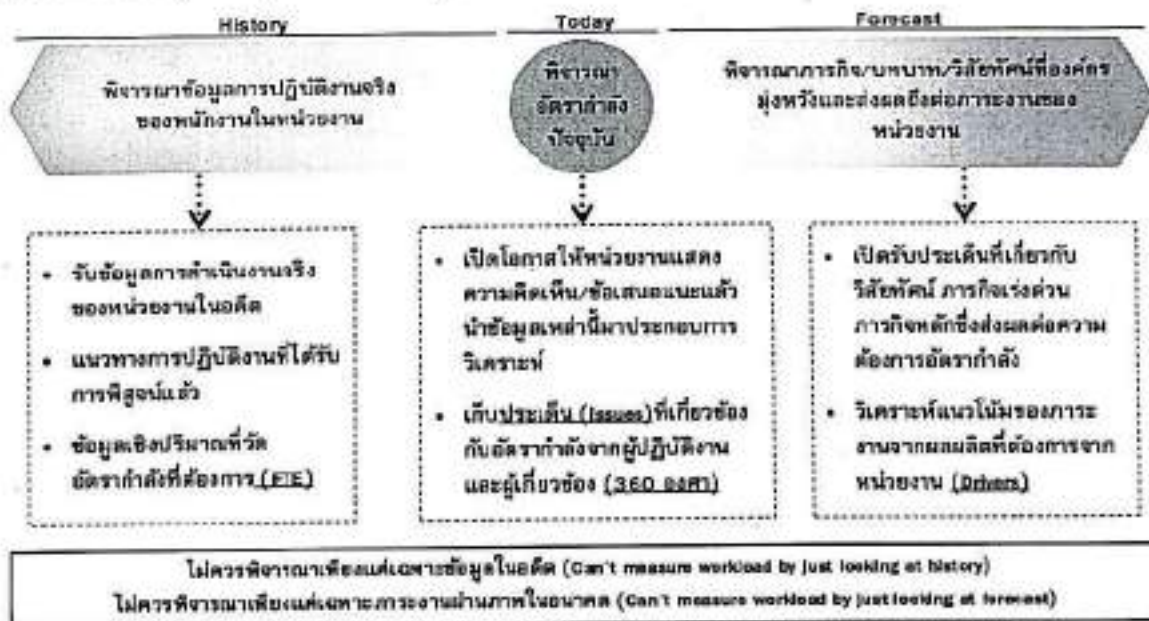 History
Today
Forecast
พิจารณาข้อมูลการปฏิบัติงานจริง
ของพนักงานในหน่วยงาน
พิจารณา
อัตรากำลัง
ปัจจุบัน
พิจารณาภารกิจ/บทบาท/วิสัยทัศน์ที่องค์กร
มุ่งหวังและส่งผลถึงต่อภาระงานของ
หน่วยงาน
• รับข้อมูลการดำเนินงานจริง
ของหน่วยงานในอดีต
• แนวทางการปฏิบัติงานที่ได้รับ
การพิสูจน์แล้ว
• ข้อมูลเชิงปริมาณที่วัด
อัตรากำลังที่ต้องการ (FTE)
• เปิดโอกาสให้หน่วยงานแสดง
ความคิดเห็น/ข้อเสนอแนะแล้ว
นำข้อมูลเหล่านี้มาประกอบการ
วิเคราะห์
• เก็บประเด็น (Issues)ที่เกี่ยวข้อง
กับอัตรากำลังจากผู้ปฏิบัติงาน
และผู้เกี่ยวข้อง (360 องศา)
• เปิดรับประเด็นที่เกี่ยวกับ
วิสัยทัศน์ ภารกิจเร่งด่วน
ภารกิจหลักซึ่งส่งผลต่อความ
ต้องการอัตรากำลัง
• วิเคราะห์แนวโน้มของภาระ
งานจากผลผลิตที่ต้องการจาก
หน่วยงาน (Drivers)
ไม่ควรพิจารณาเพียงแต่เฉพาะข้อมูลในอดีต (Can't measure workload by just looking at history)
ไม่ควรพิจารณาเพียงแต่เฉพาะภาระงานผ่านภาพในอนาคต (Can't measure workload by just looking at forecast)